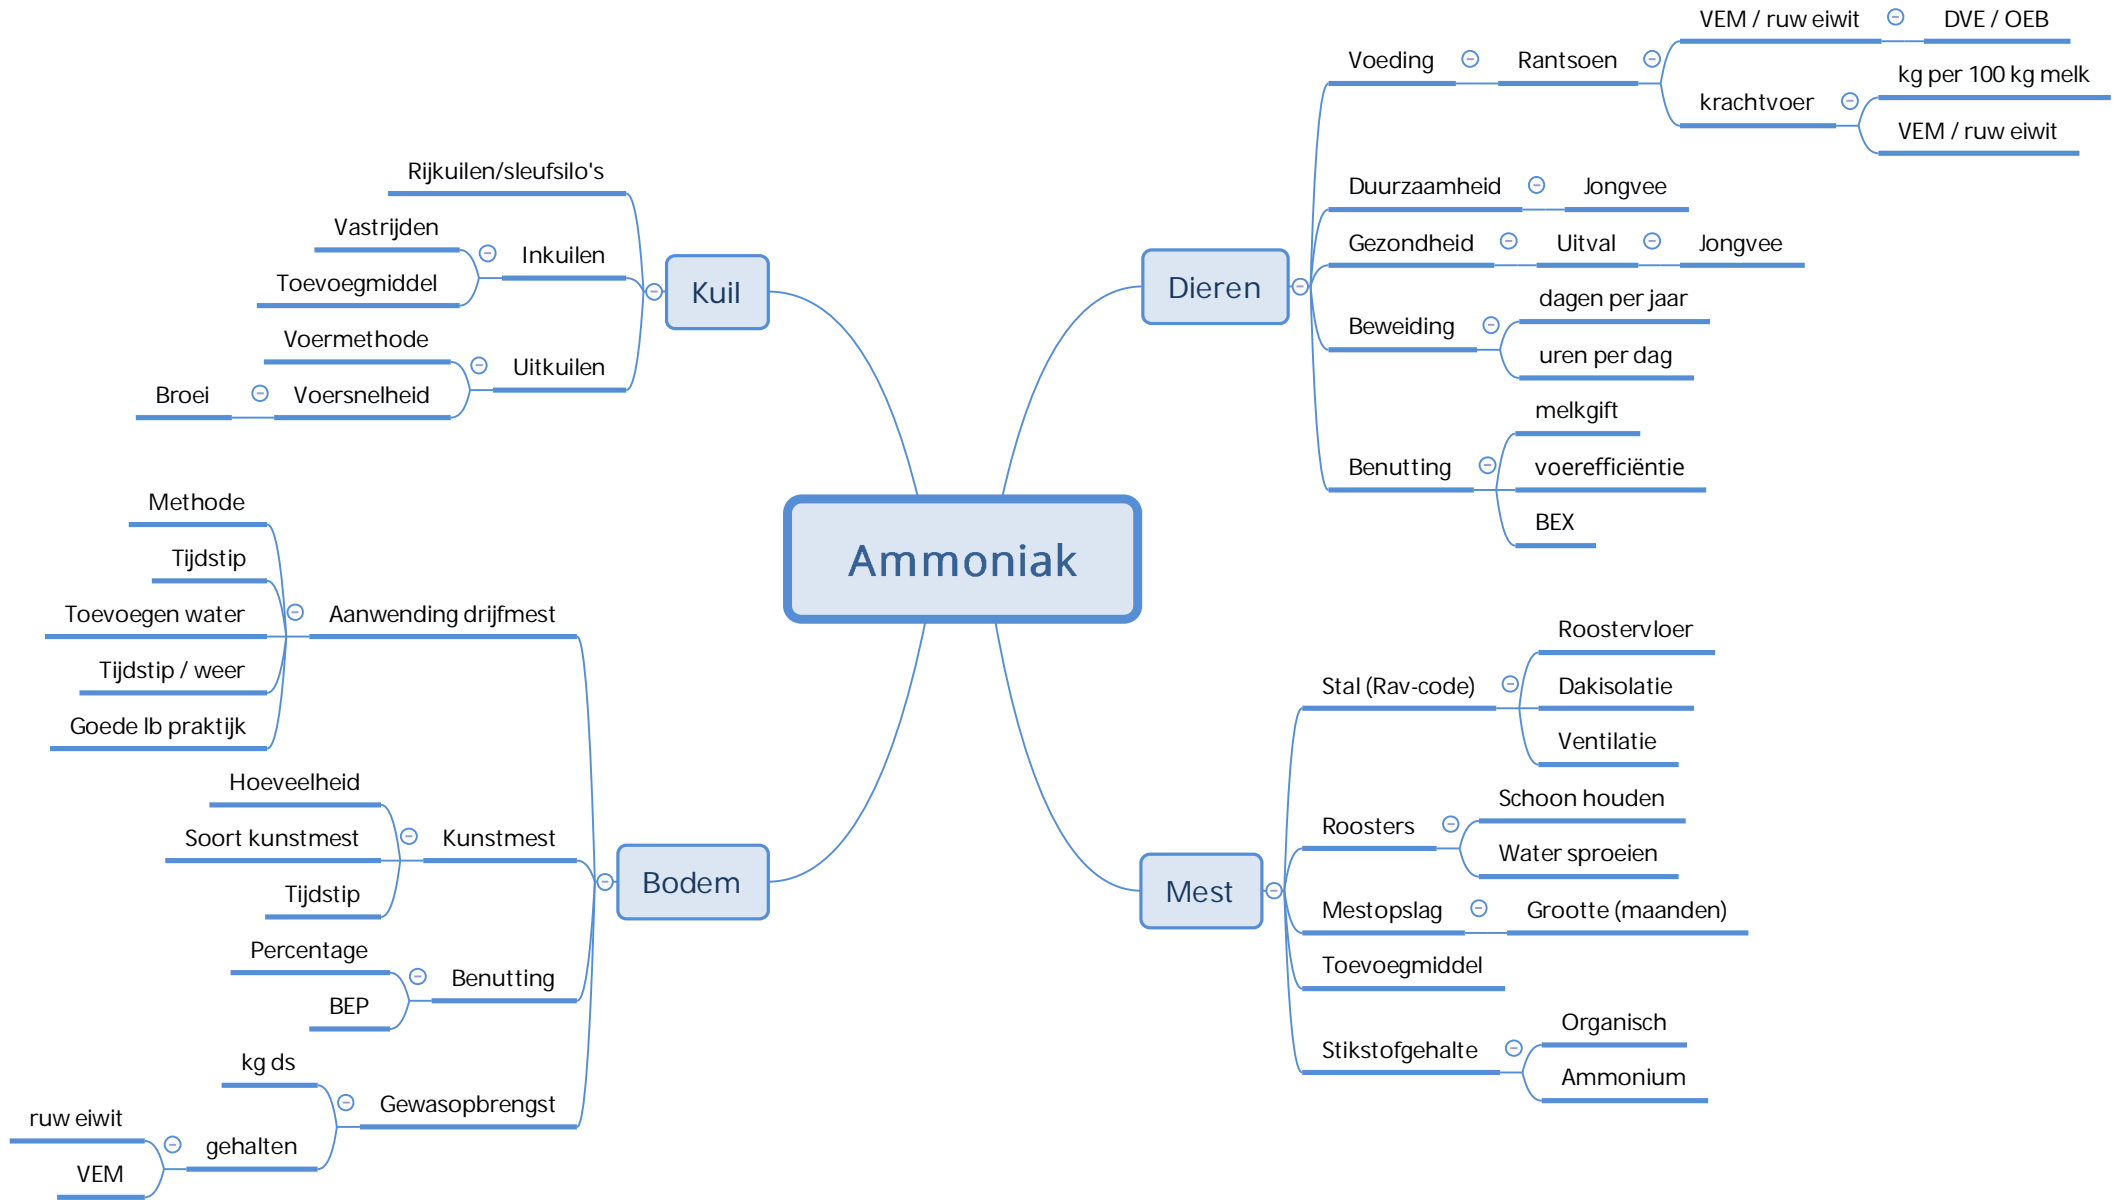 Ammoniak
Dieren
Voeding
Rantsoen
VEM / ruw eiwit
DVE / OEB
krachtvoer
kg per 100 kg melk
VEM / ruw eiwit
Duurzaamheid
Jongvee
Gezondheid
Uitval
Jongvee
Beweiding
dagen per jaar
uren per dag
Benutting
melkgift
voerefficiëntie
BEX
Mest
Stal (Rav-code)
Roostervloer
Dakisolatie
Ventilatie
Roosters
Schoon houden
Water sproeien
Mestopslag
Grootte (maanden)
Toevoegmiddel
Stikstofgehalte
Organisch
Ammonium
Kuil
Rijkuilen/sleufsilo's
Inkuilen
Vastrijden
Toevoegmiddel
Uitkuilen
Voermethode
Voersnelheid
Broei
Bodem
Aanwending drijfmest
Methode
Tijdstip
Toevoegen water
Tijdstip / weer
Goede lb praktijk
Kunstmest
Hoeveelheid
Soort kunstmest
Tijdstip
Benutting
Percentage
BEP
Gewasopbrengst
kg ds
gehalten
ruw eiwit
VEM